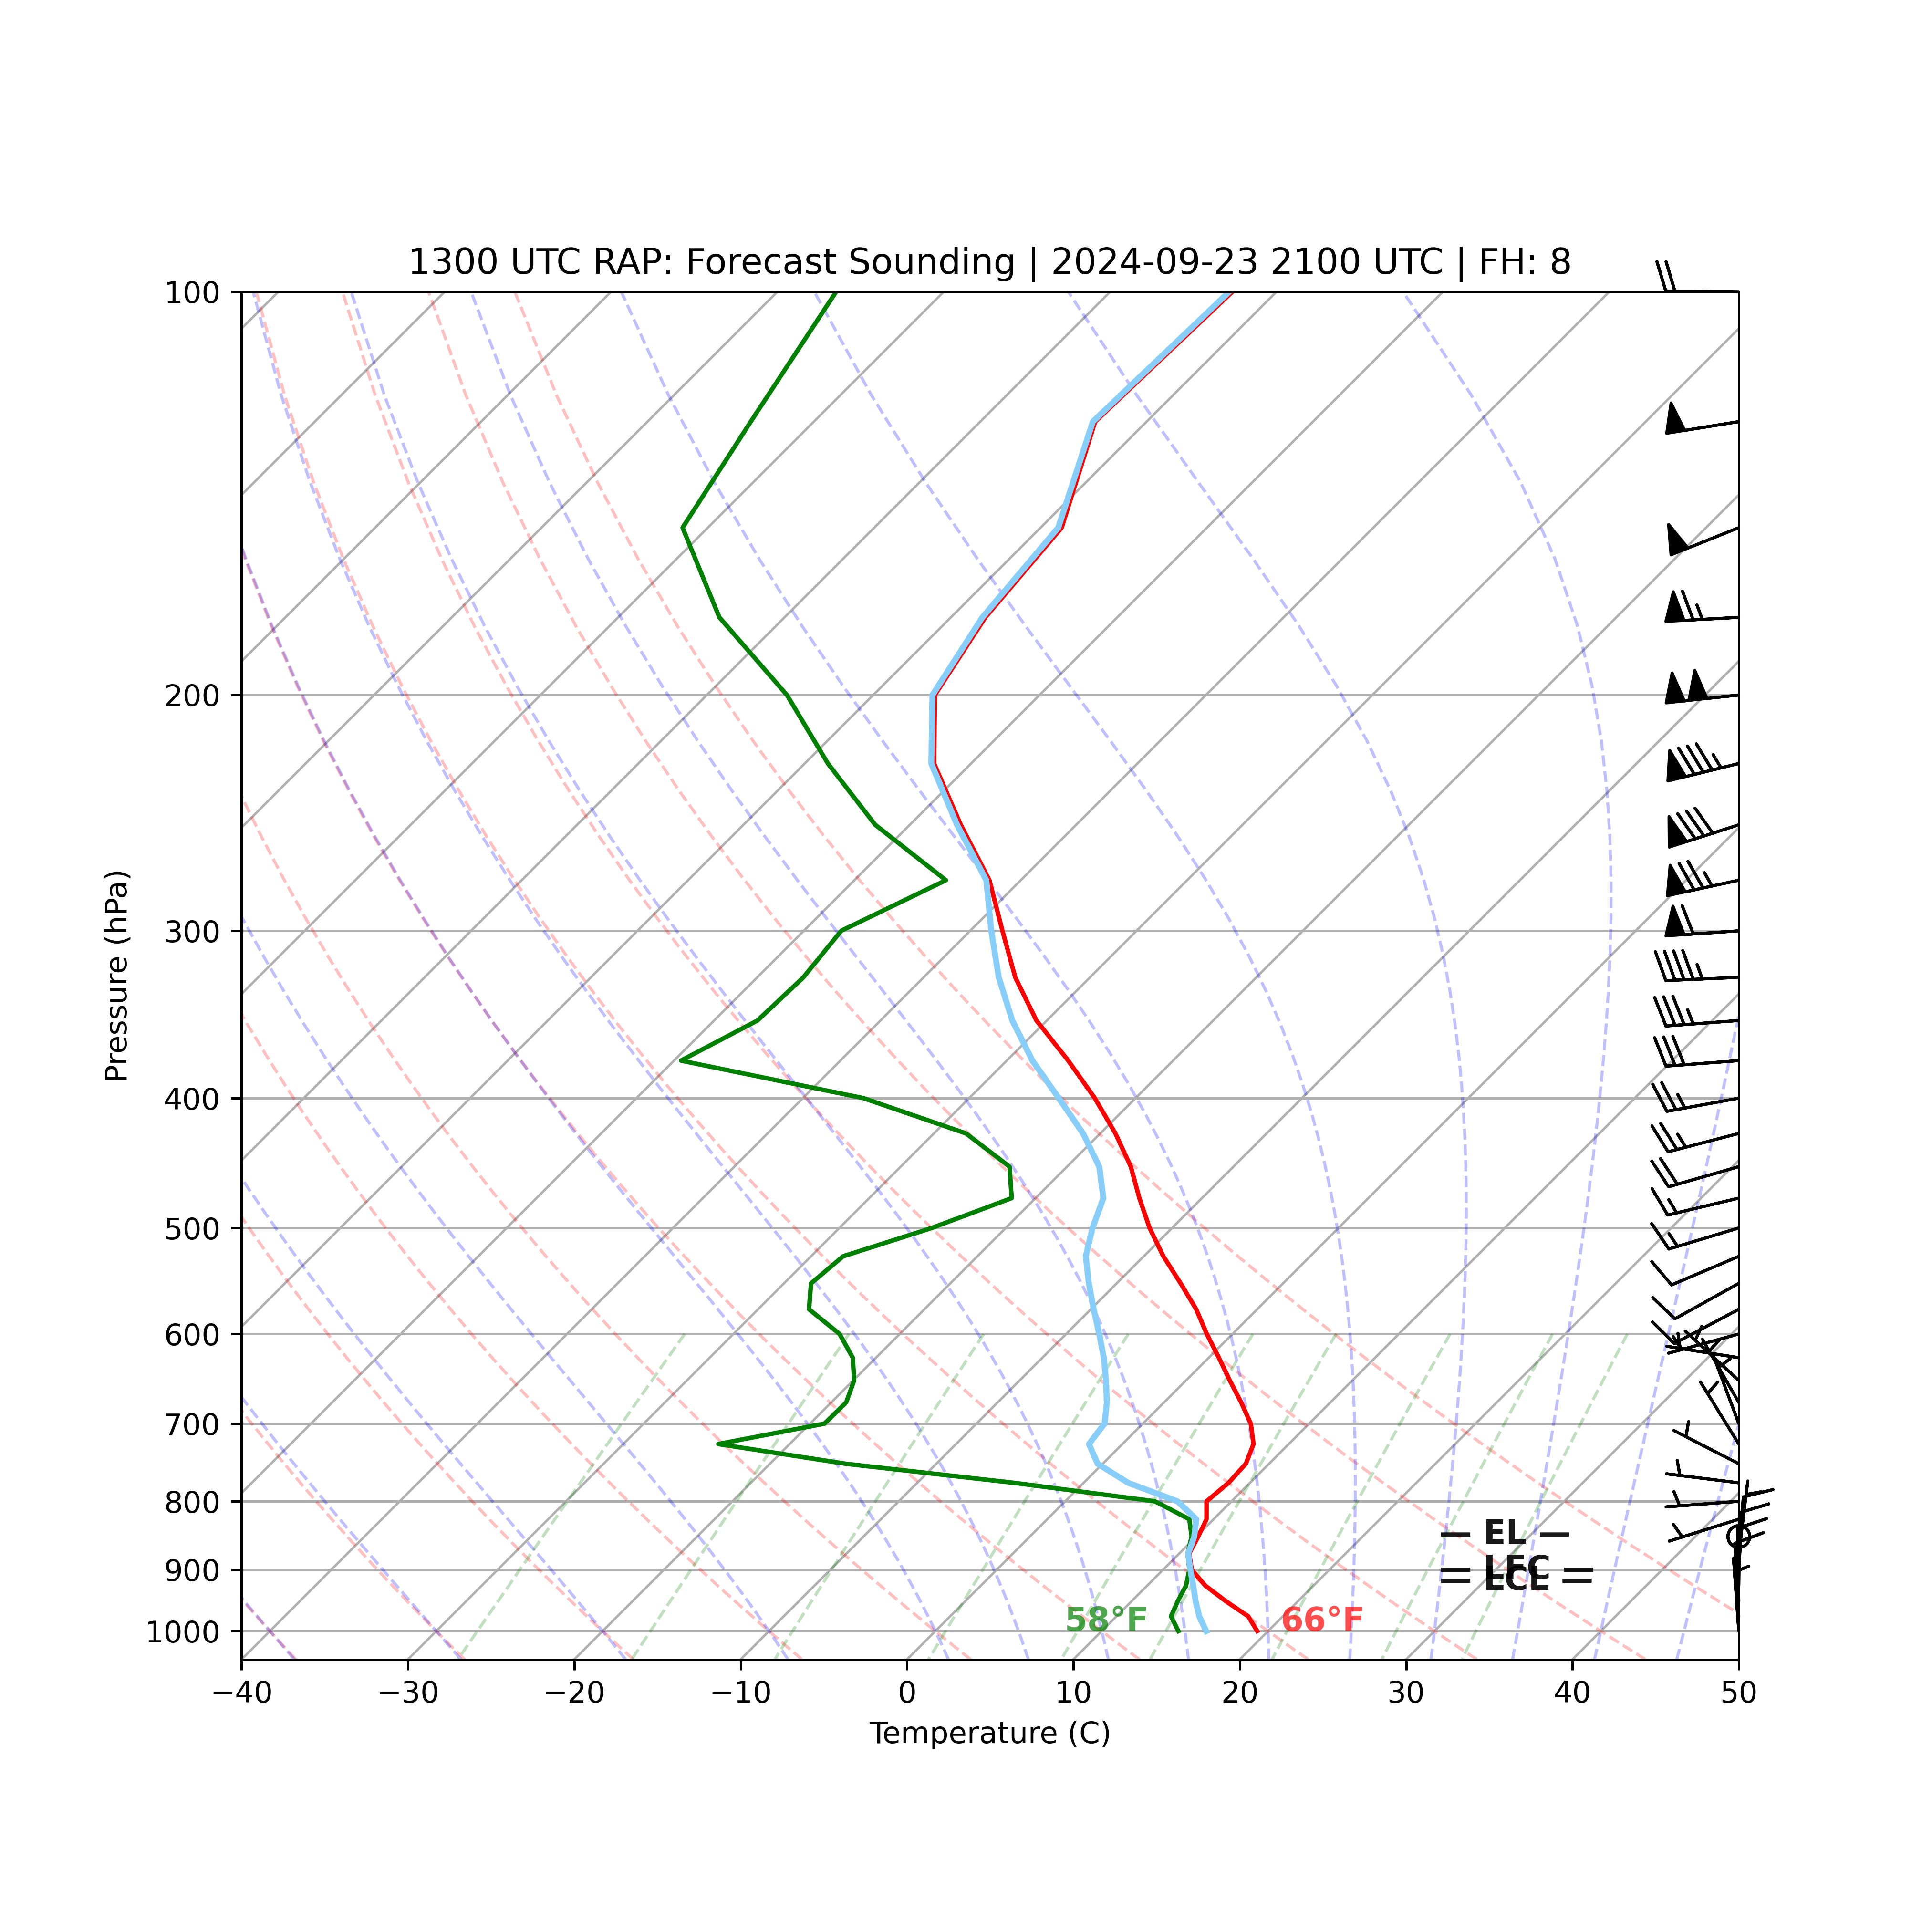 1300 UTC RAP: Forecast Sounding | 2024-09-23 2100 UTC | FH: 8
100
200
300
400
500
600
700
800
900
1000
Pressure (hPa)
— EL —
— LFC —
— LCL —
58°F
66°F
−40 −30 −20 −10 0 10 20 30 40 50
Temperature (C)